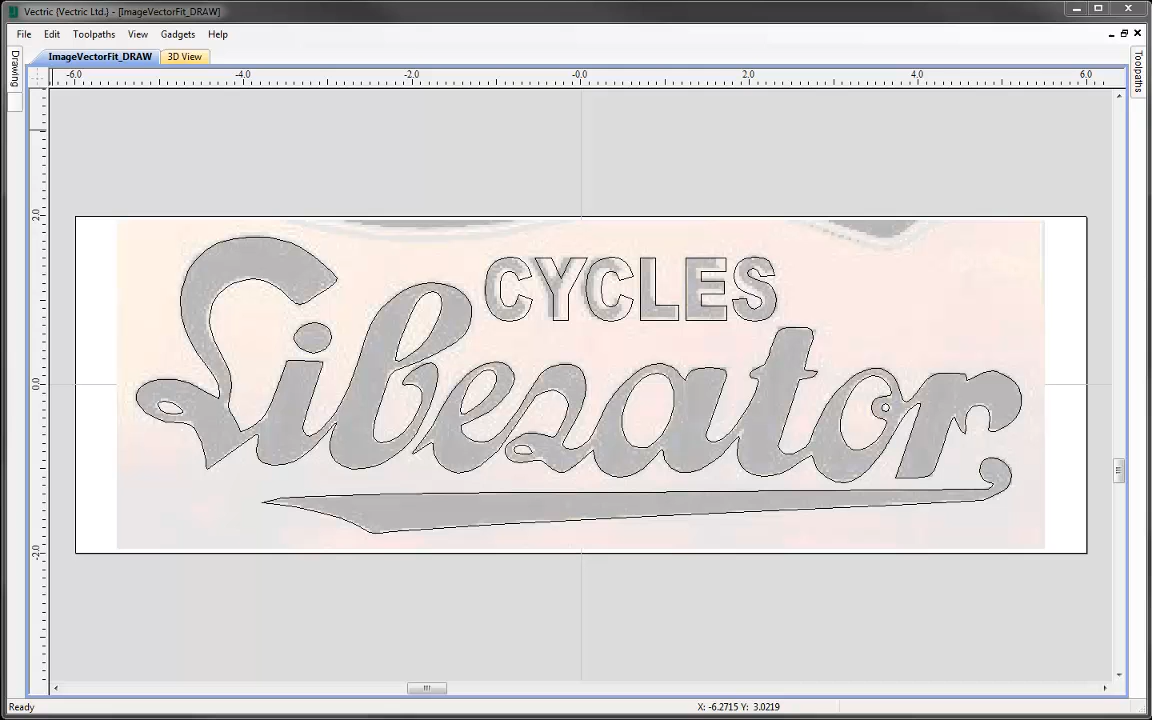 Vectric {Vectric Ltd.} - [ImageVectorFit_DRAW]
File Edit Toolpaths View Gadgets Help
ImageVectorFit_DRAW 3D View
Drawing
Toolpaths
-6.0 -4.0 -2.0 -0.0 2.0 4.0 6.0
2.0
0.0
-2.0
CYCLES
Liberator
Ready X: -6.2715 Y: 3.0219